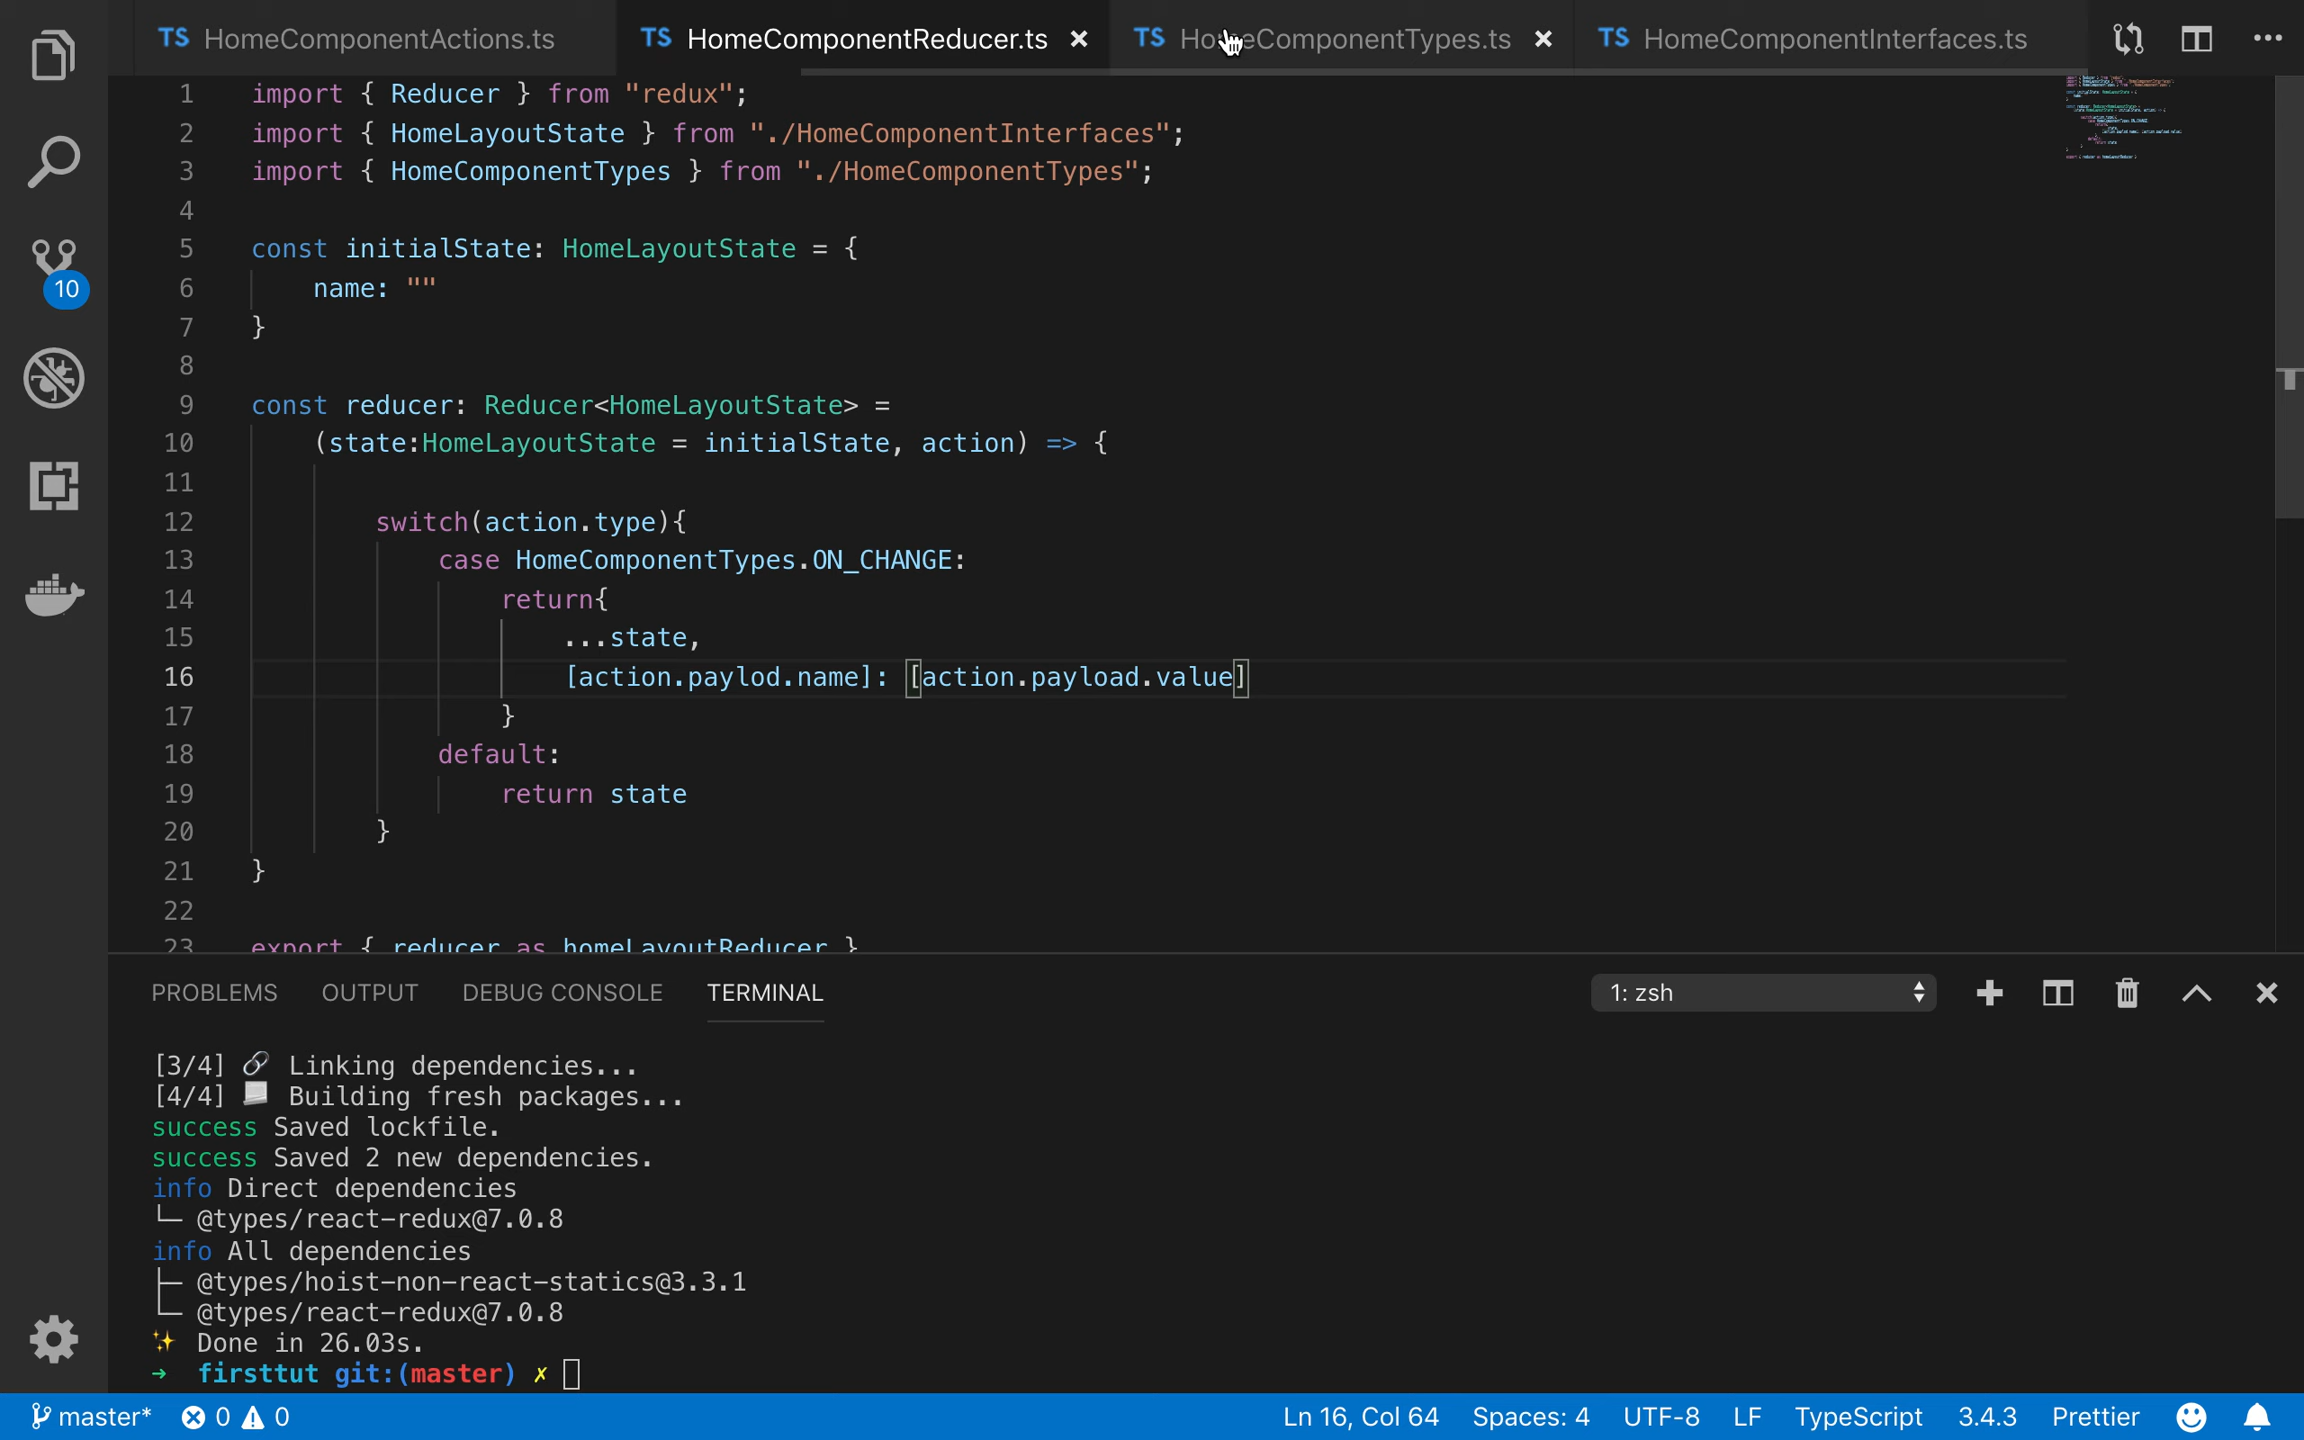 TS HomeComponentActions.ts
TS HomeComponentReducer.ts
TS HomeComponentTypes.ts
TS HomeComponentInterfaces.ts
10
1 import { Reducer } from "redux";
2 import { HomeLayoutState } from "./HomeComponentInterfaces";
3 import { HomeComponentTypes } from "./HomeComponentTypes";
4
5 const initialState: HomeLayoutState = {
6 name: ""
7 }
8
9 const reducer: Reducer<HomeLayoutState> =
10 (state:HomeLayoutState = initialState, action) => {
11
12 switch(action.type){
13 case HomeComponentTypes.ON_CHANGE:
14 return{
15 ...state,
16 [action.paylod.name]: [action.payload.value]
17 }
18 default:
19 return state
20 }
21 }
22
23 export { reducer as homeLayoutReducer }
PROBLEMS OUTPUT DEBUG CONSOLE TERMINAL 1: zsh
[3/4] 🔗 Linking dependencies...
[4/4] 📃 Building fresh packages...
success Saved lockfile.
success Saved 2 new dependencies.
info Direct dependencies
└─ @types/react-redux@7.0.8
info All dependencies
├─ @types/hoist-non-react-statics@3.3.1
└─ @types/react-redux@7.0.8
✨ Done in 26.03s.
➜ firsttut git:(master) ✗
master* 0 0 Ln 16, Col 64 Spaces: 4 UTF-8 LF TypeScript 3.4.3 Prettier